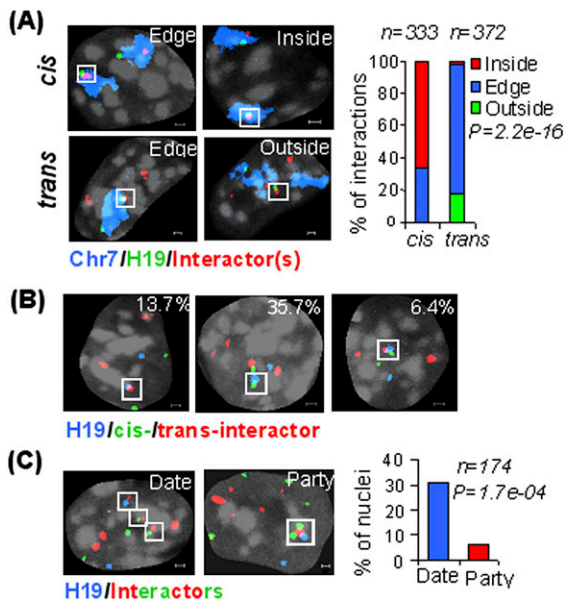 (A)
cis
Edge
Inside
trans
Edge
Outside
Chr7/H19/Interactor(s)
n=333 n=372
% of interactions
100
80
60
40
20
0
cis trans
Inside
Edge
Outside
P=2.2e-16
(B)
13.7%
35.7%
6.4%
H19/cis-/trans-interactor
(C)
Date
Party
H19/Interactors
% of nuclei
40
30
20
10
0
Date Party
n=174
P=1.7e-04